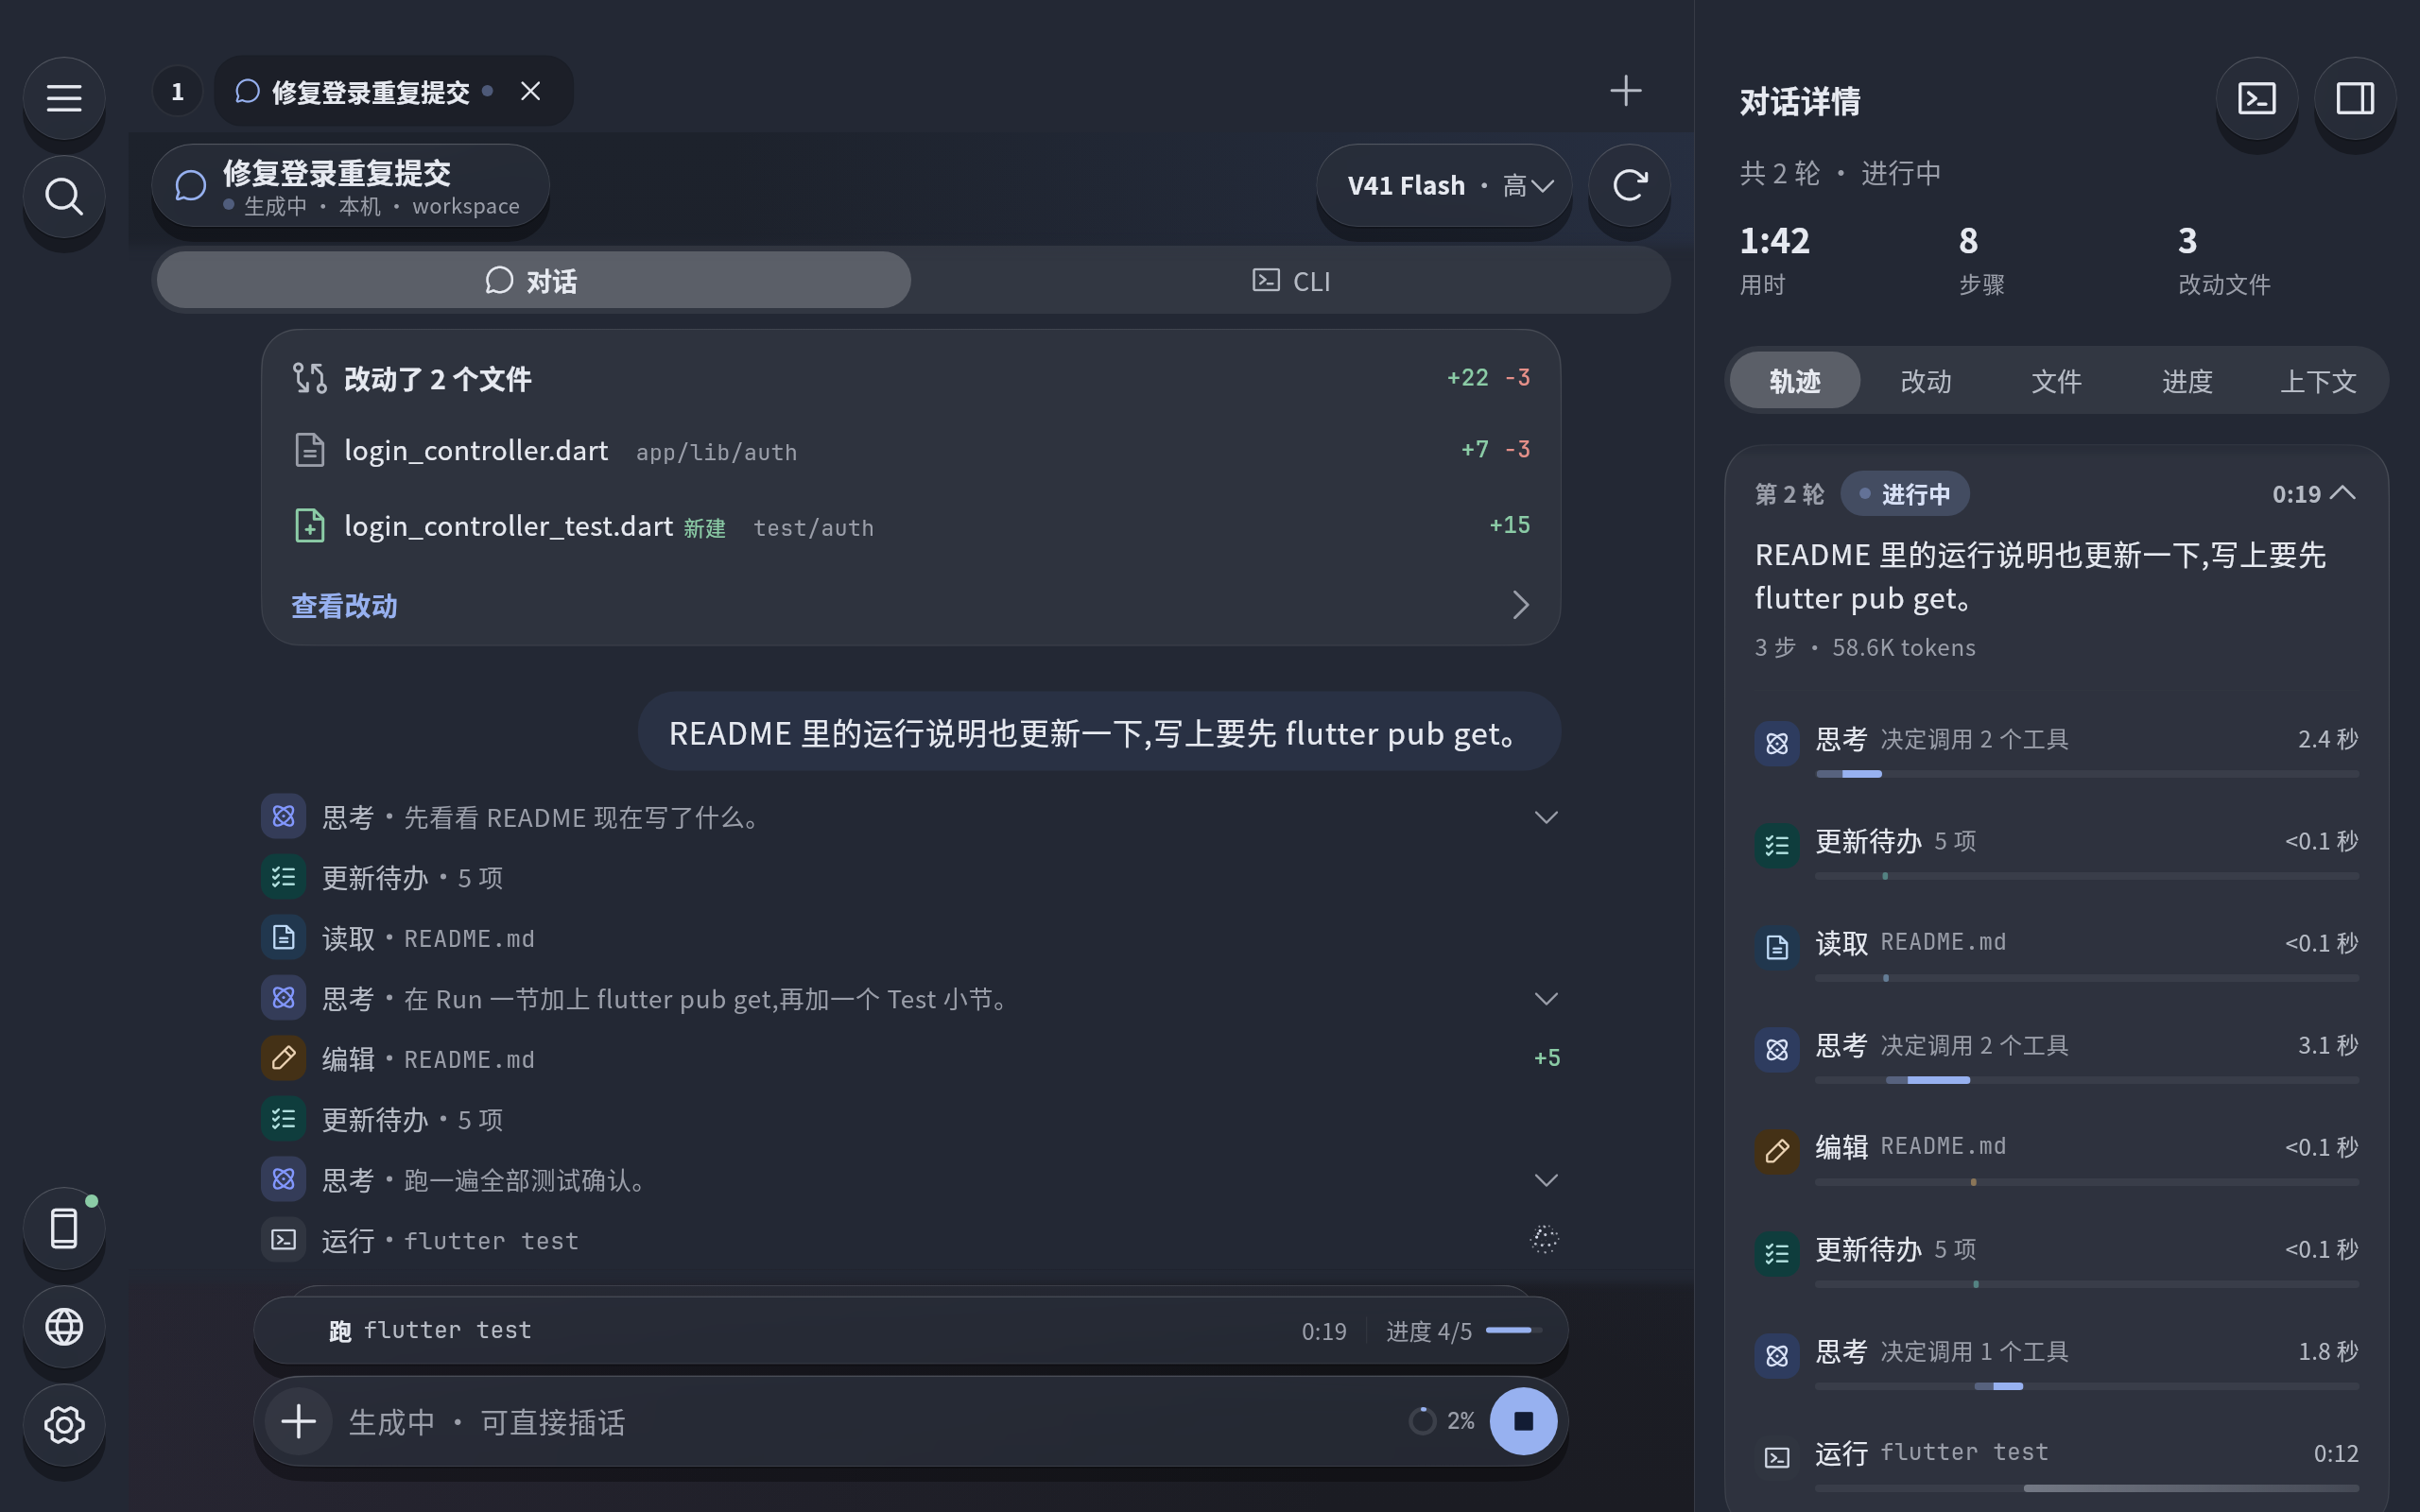 1
修复登录重复提交
修复登录重复提交
生成中 • 本机 • workspace
V41 Flash • 高
对话
CLI
改动了 2 个文件
+22 -3
login_controller.dart app/lib/auth
+7 -3
login_controller_test.dart 新建 test/auth
+15
查看改动
README 里的运行说明也更新一下,写上要先 flutter pub get。
思考 • 先看看 README 现在写了什么。
更新待办 • 5 项
读取 • README.md
思考 • 在 Run 一节加上 flutter pub get,再加一个 Test 小节。
编辑 • README.md
+5
更新待办 • 5 项
思考 • 跑一遍全部测试确认。
运行 • flutter test
跑 flutter test
0:19
进度 4/5
生成中 • 可直接插话
2%
对话详情
共 2 轮 • 进行中
1:42
8
3
用时
步骤
改动文件
轨迹
改动
文件
进度
上下文
第 2 轮
进行中
0:19
README 里的运行说明也更新一下,写上要先
flutter pub get。
3 步 • 58.6K tokens
思考 决定调用 2 个工具
2.4 秒
更新待办 5 项
<0.1 秒
读取 README.md
<0.1 秒
思考 决定调用 2 个工具
3.1 秒
编辑 README.md
<0.1 秒
更新待办 5 项
<0.1 秒
思考 决定调用 1 个工具
1.8 秒
运行 flutter test
0:12